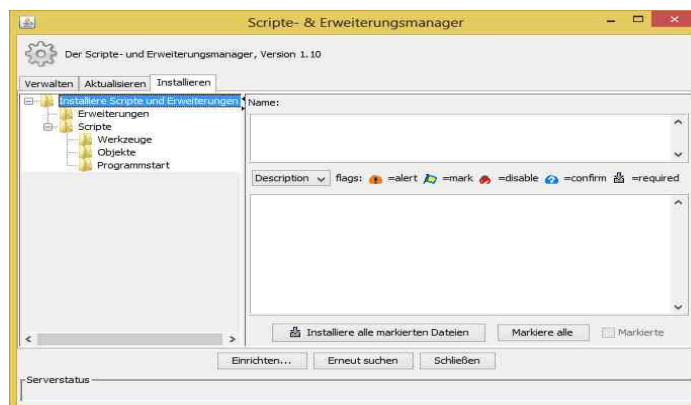 Scripte- & Erweiterungsmanager
Der Scripte- und Erweiterungsmanager, Version 1.10
Verwalten Aktualisieren Installieren
Installiere Scripte und Erweiterungen
Erweiterungen
Scripte
Werkzeuge
Objekte
Programmstart
Name:
Description flags: =alert =mark =disable =confirm =required
Installiere alle markierten Dateien Markiere alle Markierte
Einrichten... Erneut suchen Schließen
Serverstatus